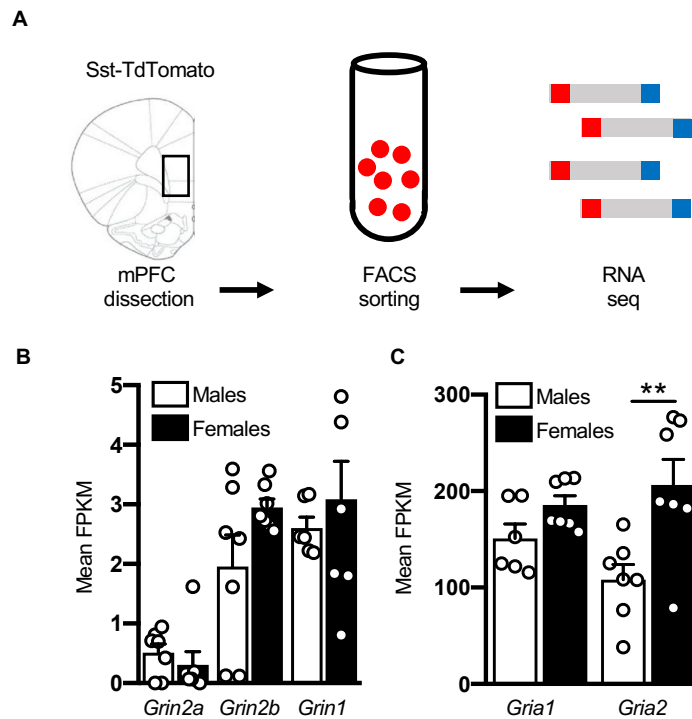 A
Sst-TdTomato
mPFC
dissection
FACS
sorting
RNA
seq
B
Males
Females
Mean FPKM
5
4
3
2
1
0
Grin2a Grin2b Grin1
C
Males
Females
**
Mean FPKM
300
200
100
0
Gria1 Gria2